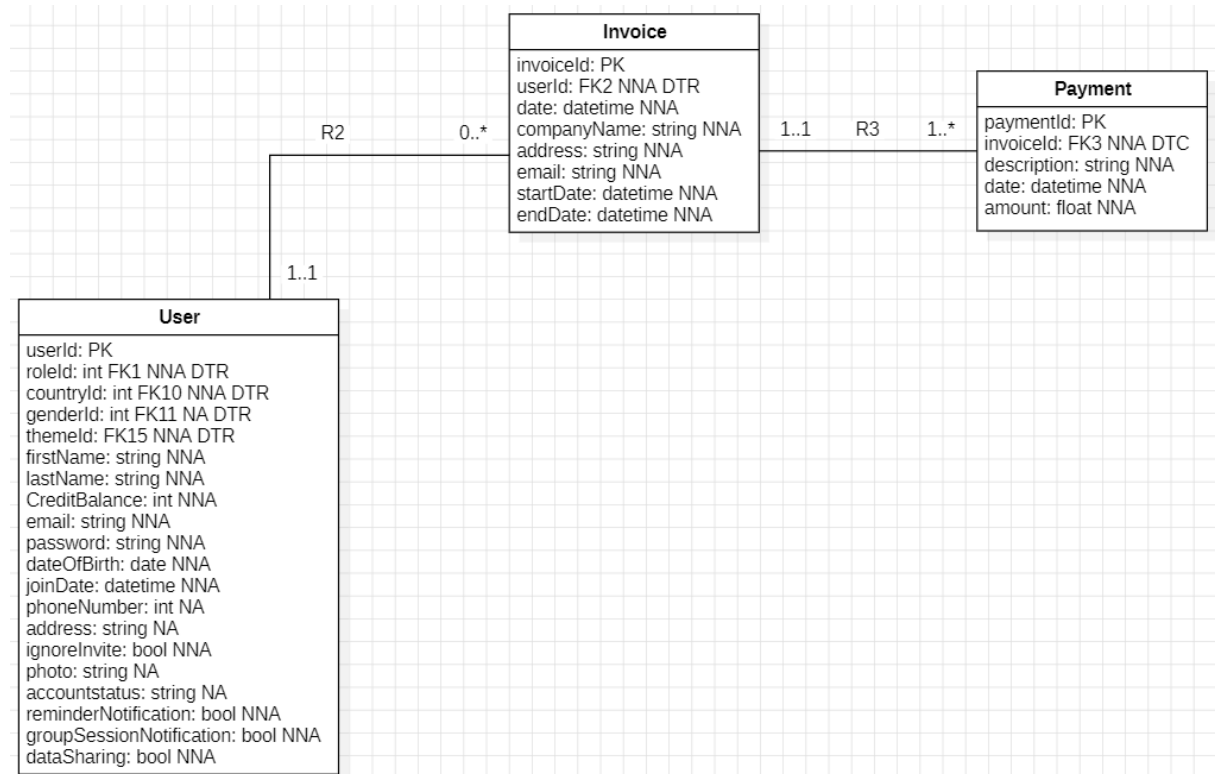 Invoice
invoiceId: PK
userId: FK2 NNA DTR
date: datetime NNA
companyName: string NNA
address: string NNA
email: string NNA
startDate: datetime NNA
endDate: datetime NNA
R2
0..*
1..1
R3
1..*
Payment
paymentId: PK
invoiceId: FK3 NNA DTC
description: string NNA
date: datetime NNA
amount: float NNA
1..1
User
userId: PK
roleId: int FK1 NNA DTR
countryId: int FK10 NNA DTR
genderId: int FK11 NA DTR
themeId: FK15 NNA DTR
firstName: string NNA
lastName: string NNA
CreditBalance: int NNA
email: string NNA
password: string NNA
dateOfBirth: date NNA
joinDate: datetime NNA
phoneNumber: int NA
address: string NA
ignoreInvite: bool NNA
photo: string NA
accountstatus: string NA
reminderNotification: bool NNA
groupSessionNotification: bool NNA
dataSharing: bool NNA